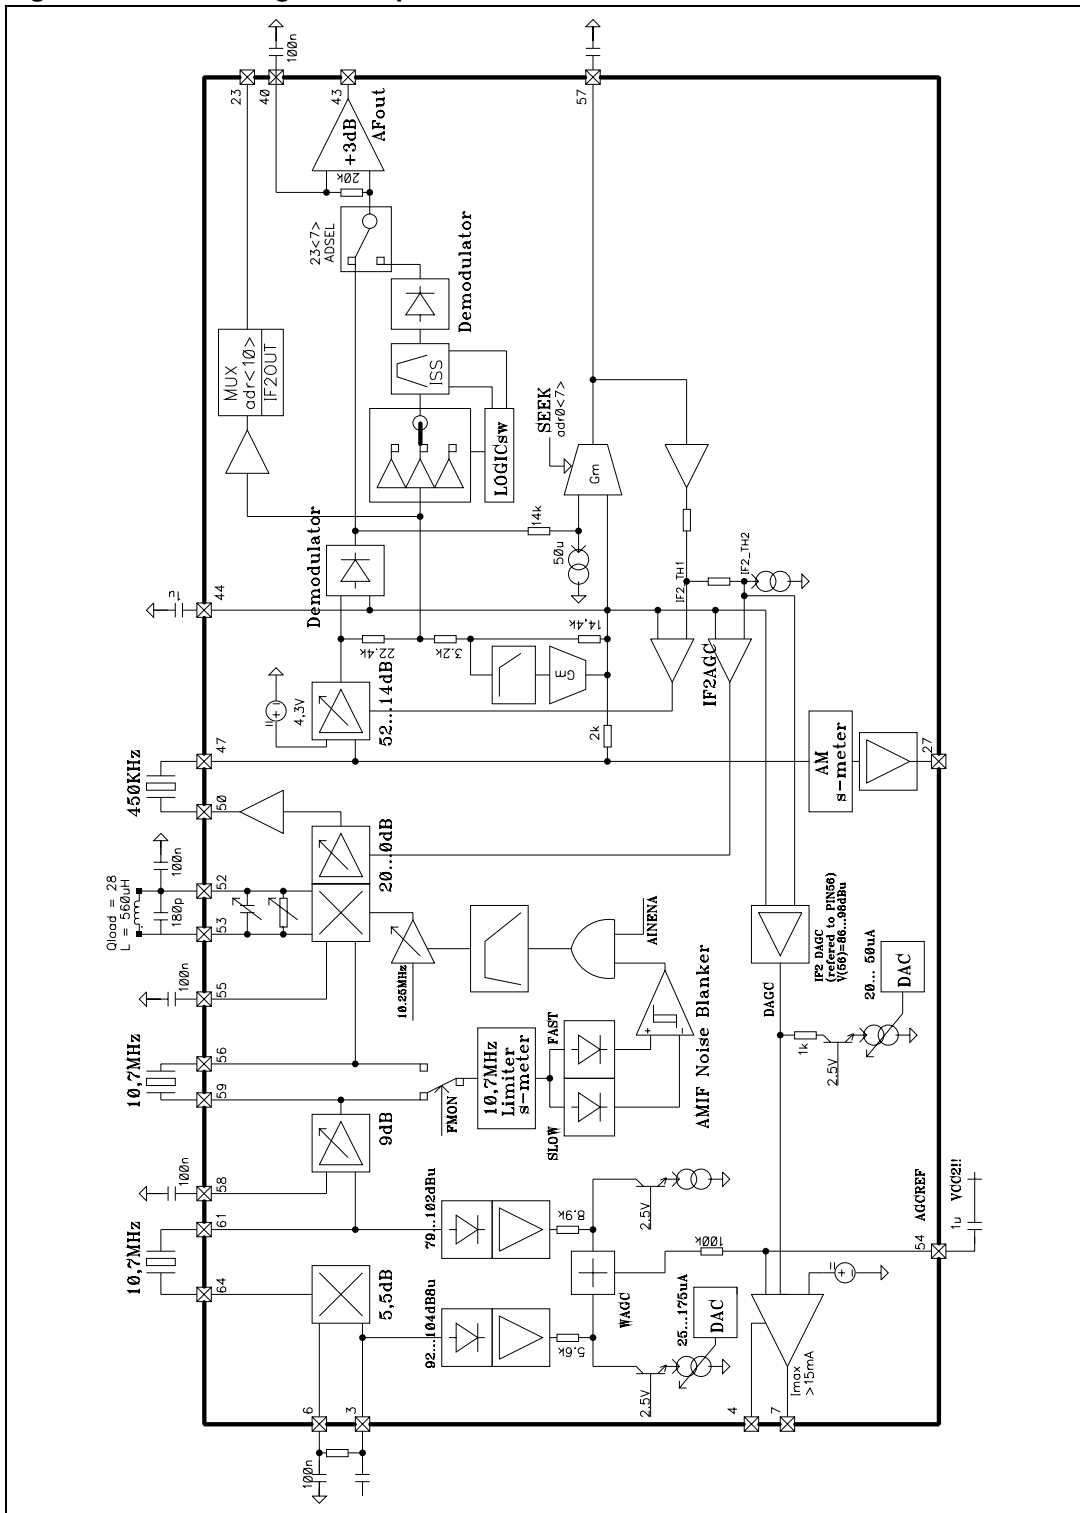 23
40
100n
43
57
+3dB
AFout
20k
23<7>
ADSEL
MUX
adr<10>
IF2OUT
Demodulator
ISS
LOGICsw
SEEK
adr0<7>
Gm
14k
50u
Demodulator
44
1u
IF2_TH1
IF2_TH2
22.4k
3.2k
14,4k
Gm
IF2AGC
4,3V
52...14dB
2k
47
450KHz
50
AM
s-meter
27
20...0dB
Qload = 28
L = 560uH
180p
100n
52
53
100n
55
10.25MHz
AINENA
AMIF Noise Blanker
DAGC
IF2 DAGC
(refered to PIN56)
V(56)=86...98dBu
20... 50uA
DAC
1k
2.5V
10,7MHz
56
59
FMON
10,7MHz
Limiter
s-meter
FAST
SLOW
+
-
9dB
100n
58
61
10,7MHz
64
79...102dBu
8.9k
2.5V
WAGC
100k
54
AGCREF
1u
VCC2!!
5,5dB
92...104dB8u
5.6k
25...175uA
DAC
2.5V
Imax
>15mA
6
3
4
7
100n